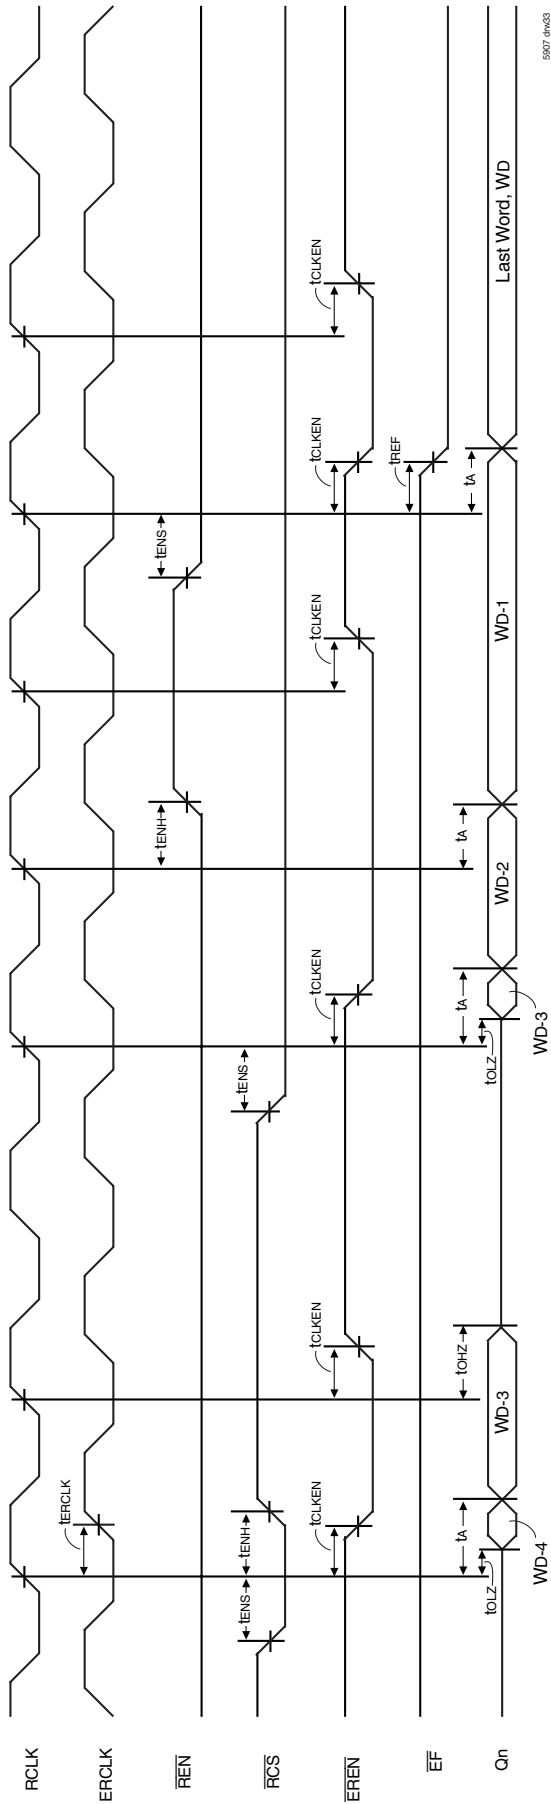 RCLK
tERCLK
ERCLK
tENH tENS
REN
tENS tENH tENS
RCS
tCLKEN tCLKEN tCLKEN tCLKEN tCLKEN tCLKEN
EREN
tREF
EF
tA tOHZ tA tA tA
Qn WD-3 WD-2 WD-1 Last Word, WD
tOLZ tOLZ
WD-4 WD-3
5907 drw33